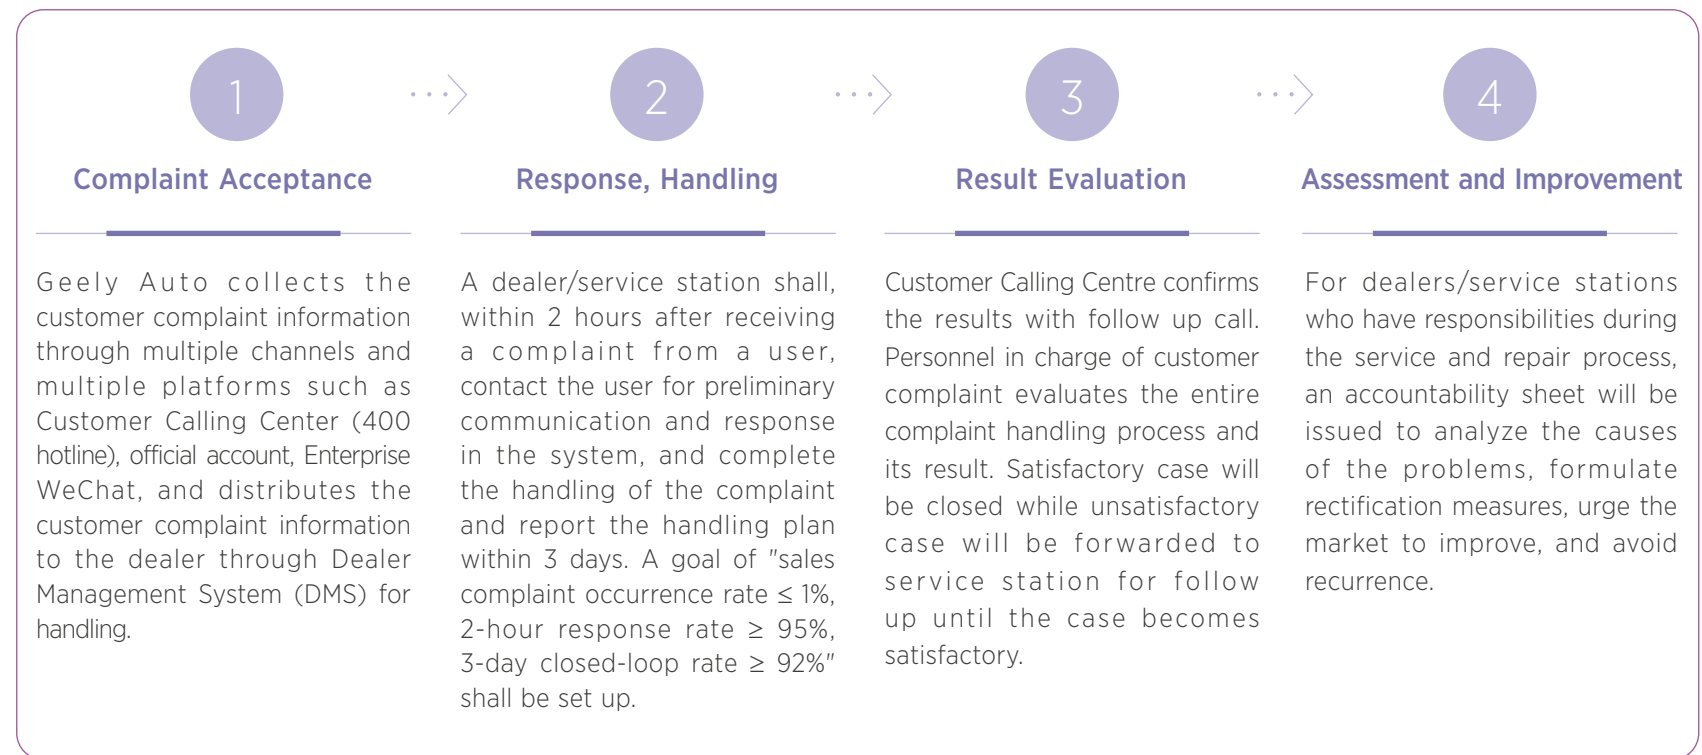 1
Complaint Acceptance
Geely Auto collects the
customer complaint information
through multiple channels and
multiple platforms such as
Customer Calling Center (400
hotline), official account, Enterprise
WeChat, and distributes the
customer complaint information
to the dealer through Dealer
Management System (DMS) for
handling.
2
Response, Handling
A dealer/service station shall,
within 2 hours after receiving
a complaint from a user,
contact the user for preliminary
communication and response
in the system, and complete
the handling of the complaint
and report the handling plan
within 3 days. A goal of "sales
complaint occurrence rate ≤ 1%,
2-hour response rate ≥ 95%,
3-day closed-loop rate ≥ 92%"
shall be set up.
3
Result Evaluation
Customer Calling Centre confirms
the results with follow up call.
Personnel in charge of customer
complaint evaluates the entire
complaint handling process and
its result. Satisfactory case will
be closed while unsatisfactory
case will be forwarded to
service station for follow
up until the case becomes
satisfactory.
4
Assessment and Improvement
For dealers/service stations
who have responsibilities during
the service and repair process,
an accountability sheet will be
issued to analyze the causes
of the problems, formulate
rectification measures, urge the
market to improve, and avoid
recurrence.